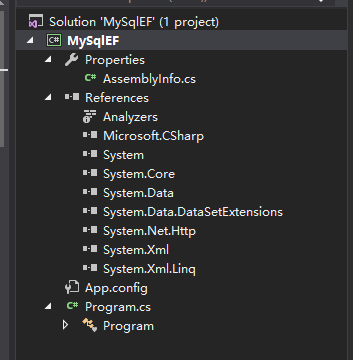 Solution 'MySqlEF' (1 project)
C# MySqlEF
Properties
C# AssemblyInfo.cs
References
Analyzers
Microsoft.CSharp
System
System.Core
System.Data
System.Data.DataSetExtensions
System.Net.Http
System.Xml
System.Xml.Linq
App.config
C# Program.cs
Program